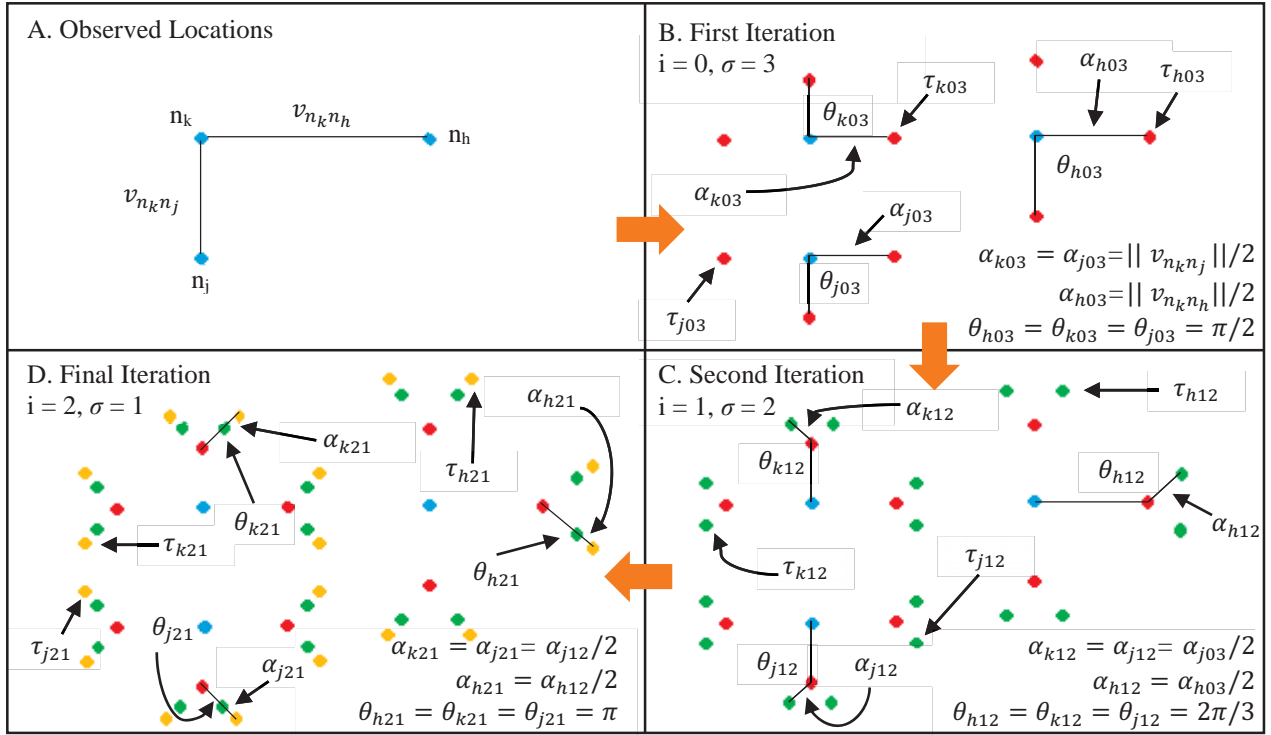 A. Observed Locations
n_k
v_{n_k n_h}
n_h
v_{n_k n_j}
n_j
B. First Iteration
i = 0, σ = 3
θ_{k03}
τ_{k03}
α_{h03}
τ_{h03}
θ_{h03}
α_{k03}
α_{j03}
θ_{j03}
τ_{j03}
α_{k03} = α_{j03}=|| v_{n_k n_j} ||/2
α_{h03}=|| v_{n_k n_h} ||/2
θ_{h03} = θ_{k03} = θ_{j03} = π/2
C. Second Iteration
i = 1, σ = 2
α_{k12}
τ_{h12}
θ_{k12}
θ_{h12}
α_{h12}
τ_{k12}
τ_{j12}
θ_{j12}
α_{j12}
α_{k12} = α_{j12}= α_{j03}/2
α_{h12} = α_{h03}/2
θ_{h12} = θ_{k12} = θ_{j12} = 2π/3
D. Final Iteration
i = 2, σ = 1
α_{h21}
α_{k21}
τ_{h21}
θ_{k21}
τ_{k21}
θ_{h21}
θ_{j21}
τ_{j21}
α_{j21}
α_{k21} = α_{j21}= α_{j12}/2
α_{h21} = α_{h12}/2
θ_{h21} = θ_{k21} = θ_{j21} = π